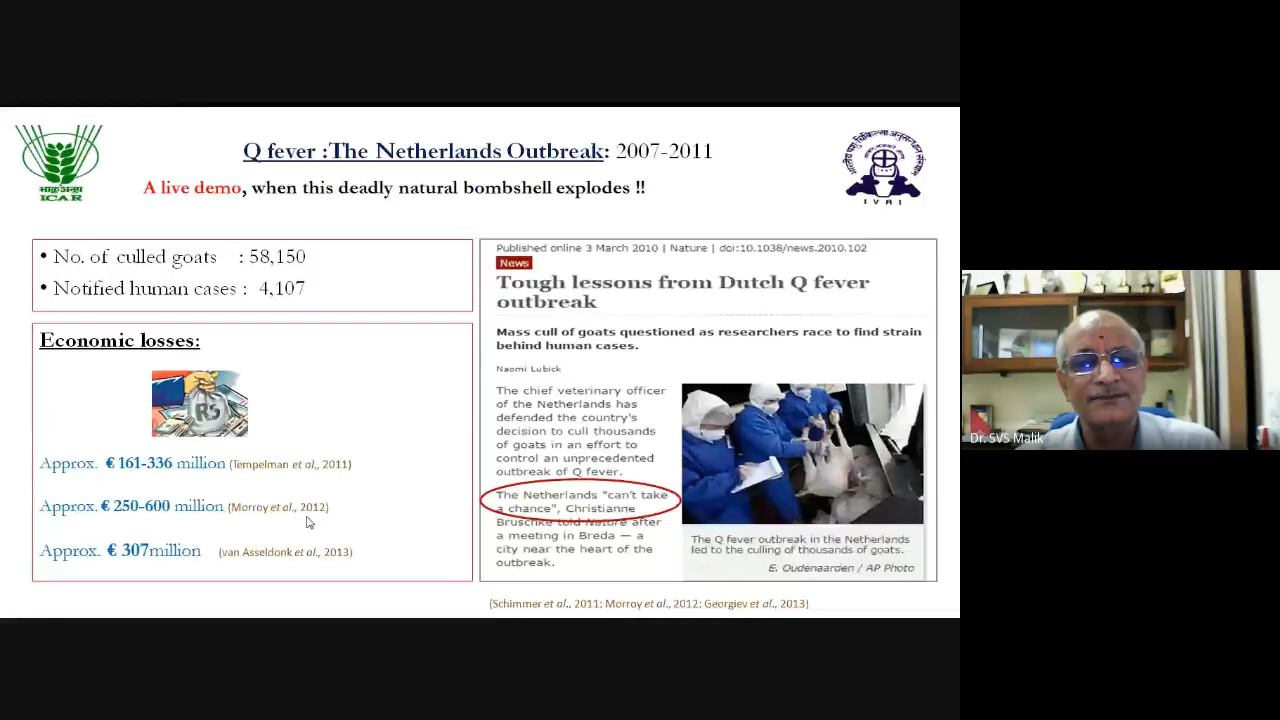 Q fever :The Netherlands Outbreak: 2007-2011
A live demo, when this deadly natural bombshell explodes !!
ICAR
IVRI
• No. of culled goats : 58,150
• Notified human cases : 4,107
Economic losses:
Rs
Approx. € 161-336 million (Tempelman et al., 2011)
Approx. € 250-600 million (Morroy et al., 2012)
Approx. € 307million (van Asseldonk et al., 2013)
Published online 3 March 2010 | Nature | doi:10.1038/news.2010.102
News
Tough lessons from Dutch Q fever
outbreak
Mass cull of goats questioned as researchers race to find strain
behind human cases.
Naomi Lubick
The chief veterinary officer
of the Netherlands has
defended the country's
decision to cull thousands
of goats in an effort to
control an unprecedented
outbreak of Q fever.
The Netherlands "can't take
a chance", Christianne
Bruschke told Nature after
a meeting in Breda — a
city near the heart of the
outbreak.
The Q fever outbreak in the Netherlands
led to the culling of thousands of goats.
E. Oudenaarden / AP Photo
(Schimmer et al., 2011; Morroy et al., 2012; Georgiev et al., 2013)
Dr. SVS Malik